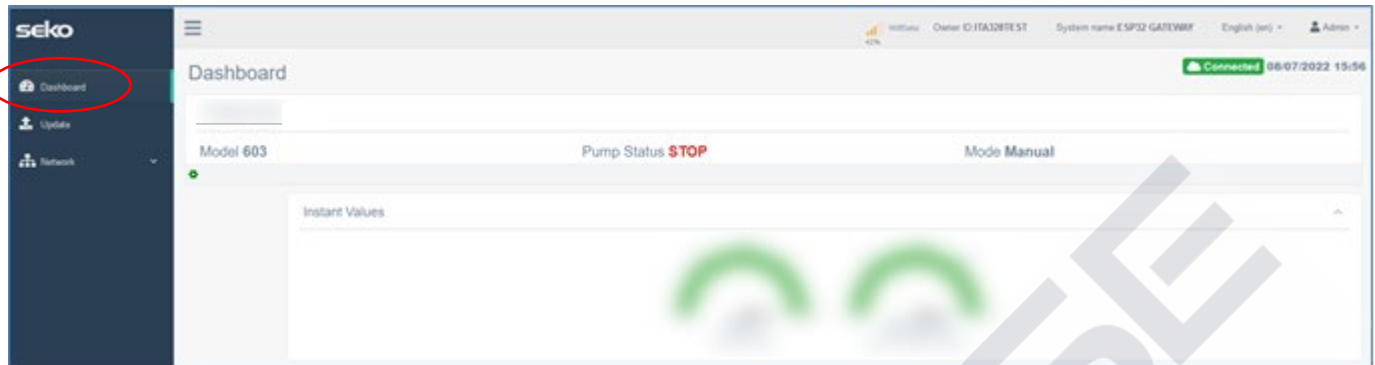 seko
Owner ID:ITA328TEST System name ESP32 GATEWAY English (en) Admin
42%
Connected 08/07/2022 15:56
Dashboard
Dashboard
Update
Network
Model 603 Pump Status STOP Mode Manual
Instant Values